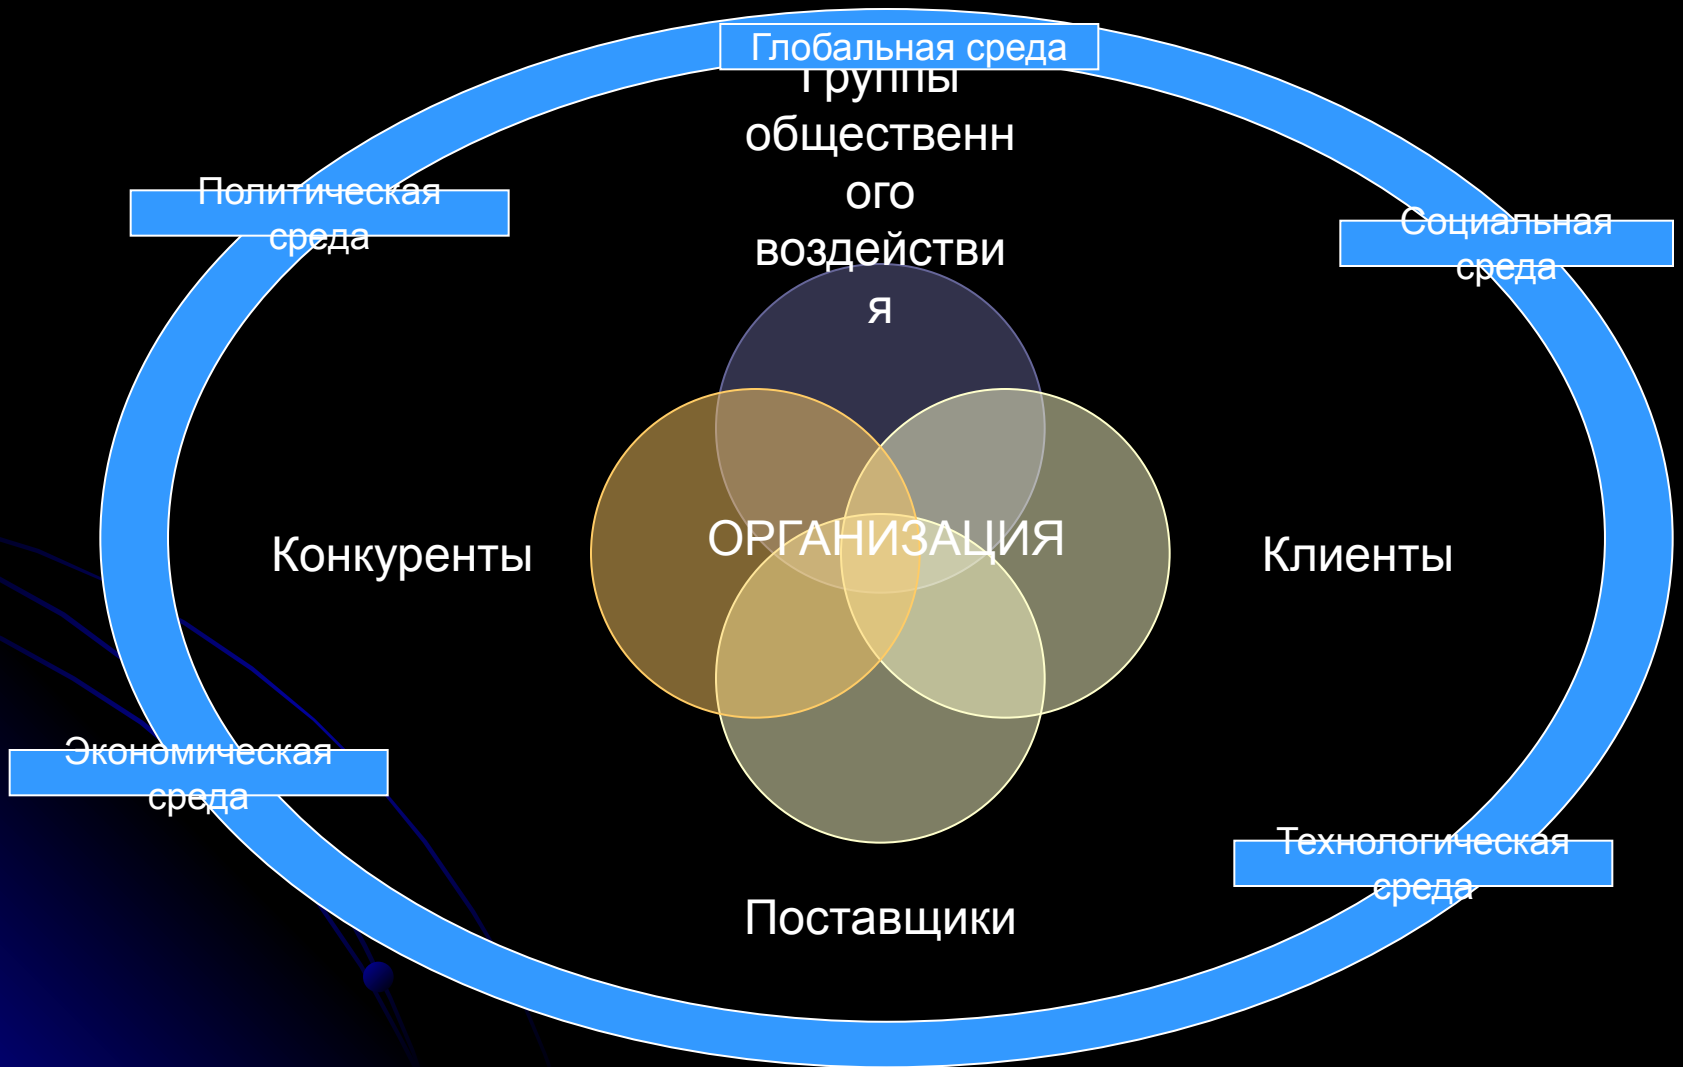 Глобальная среда
Группы
общественн
ого
воздействи
я
Политическая
среда
Социальная
среда
Конкуренты
ОРГАНИЗАЦИЯ
Клиенты
Экономическая
среда
Технологическая
среда
Поставщики